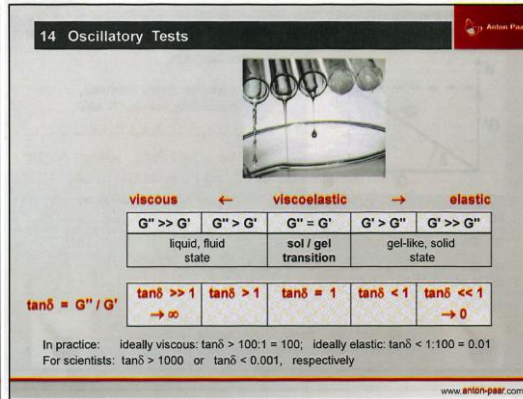 14 Oscillatory Tests
Anton Paar
viscous ← viscoelastic → elastic
G'' >> G' G'' > G' G'' = G' G' > G'' G' >> G''
liquid, fluid sol / gel gel-like, solid
state transition state
tanδ = G'' / G' tanδ >> 1 tanδ > 1 tanδ = 1 tanδ < 1 tanδ << 1
→ ∞ → 0
In practice: ideally viscous: tanδ > 100:1 = 100; ideally elastic: tanδ < 1:100 = 0.01
For scientists: tanδ > 1000 or tanδ < 0.001, respectively
www.anton-paar.com